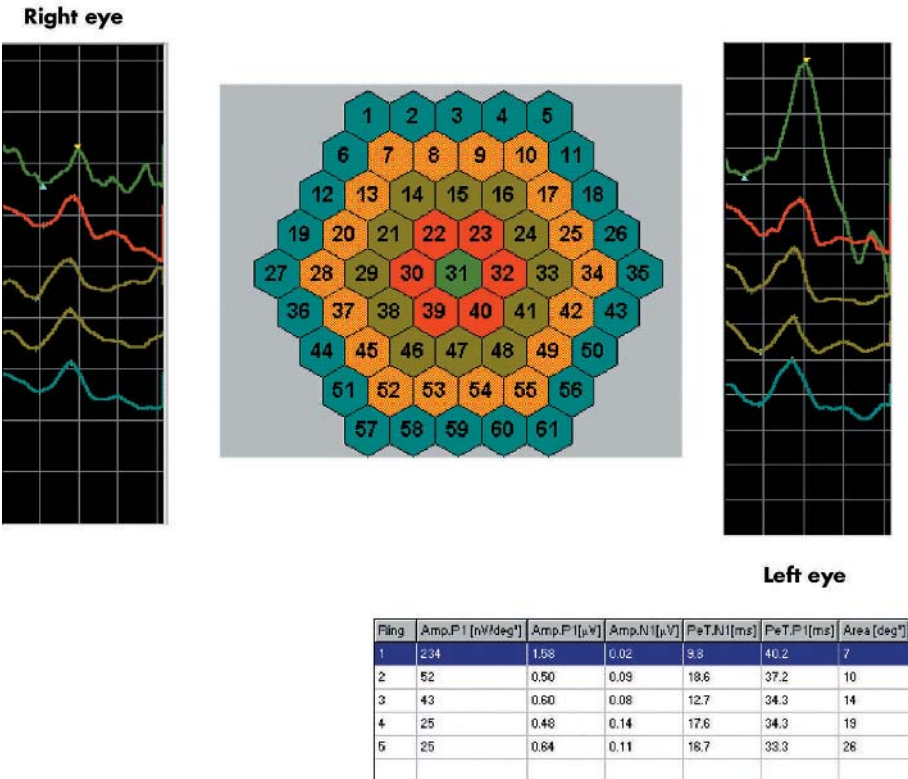 Right eye
1 2 3 4 5
6 7 8 9 10 11
12 13 14 15 16 17 18
19 20 21 22 23 24 25 26
27 28 29 30 31 32 33 34 35
36 37 38 39 40 41 42 43
44 45 46 47 48 49 50
51 52 53 54 55 56
57 58 59 60 61
Left eye
Ring Amp.P1 [nV/deg²] Amp.P1[µV] Amp.N1[µV] PeT.N1[ms] PeT.P1[ms] Area [deg²]
1 234 1.58 0.02 9.8 40.2 7
2 52 0.50 0.09 18.6 37.2 10
3 43 0.60 0.08 12.7 34.3 14
4 25 0.48 0.14 17.6 34.3 19
5 25 0.64 0.11 16.7 33.3 26